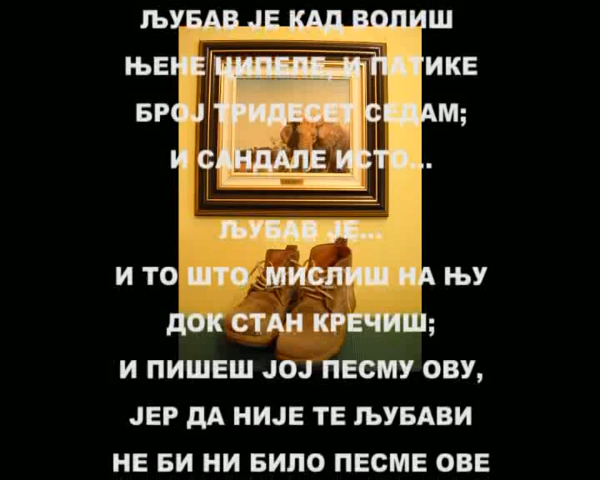 ЉУБАВ ЈЕ КАД ВОЛИШ
ЊЕНЕ ЦИПЕЛЕ, И ПАТИКЕ
БРОЈ ТРИДЕСЕТ СЕДАМ;
И САНДАЛЕ ИСТО...
ЉУБАВ ЈЕ...
И ТО ШТО МИСЛИШ НА ЊУ
ДОК СТАН КРЕЧИШ;
И ПИШЕШ ЈОЈ ПЕСМУ ОВУ,
ЈЕР ДА НИЈЕ ТЕ ЉУБАВИ
НЕ БИ НИ БИЛО ПЕСМЕ ОВЕ